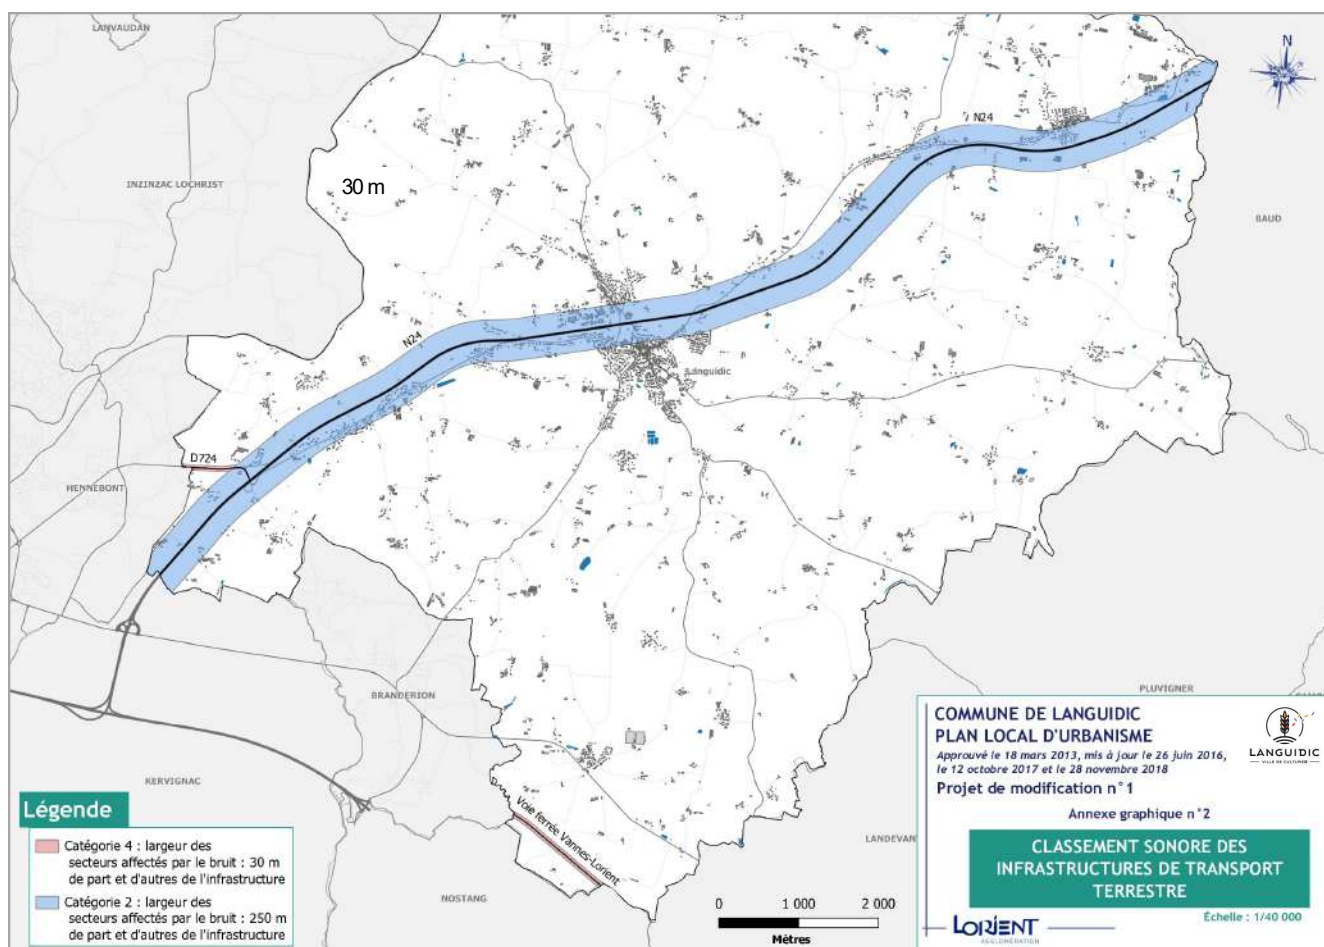 LANVAUDAN
N
N24
INZINZAC LOCHRIST
30 m
BAUD
N24
Languidic
D724
HENNEBONT
BRANDERION
PLUVIGNER
KERVIGNAC
Voie ferrée Vannes-Lorient
LANDEVANT
NOSTANG
Légende
Catégorie 4 : largeur des
secteurs affectés par le bruit : 30 m
de part et d'autres de l'infrastructure
Catégorie 2 : largeur des
secteurs affectés par le bruit : 250 m
de part et d'autres de l'infrastructure
0 1 000 2 000
Mètres
COMMUNE DE LANGUIDIC
PLAN LOCAL D'URBANISME
Approuvé le 18 mars 2013, mis à jour le 26 juin 2016,
le 12 octobre 2017 et le 28 novembre 2018
Projet de modification n°1
LANGUIDIC
VILLE DE CULTURES
Annexe graphique n°2
CLASSEMENT SONORE DES
INFRASTRUCTURES DE TRANSPORT
TERRESTRE
Échelle : 1/40 000
LORIENT
AGGLOMÉRATION